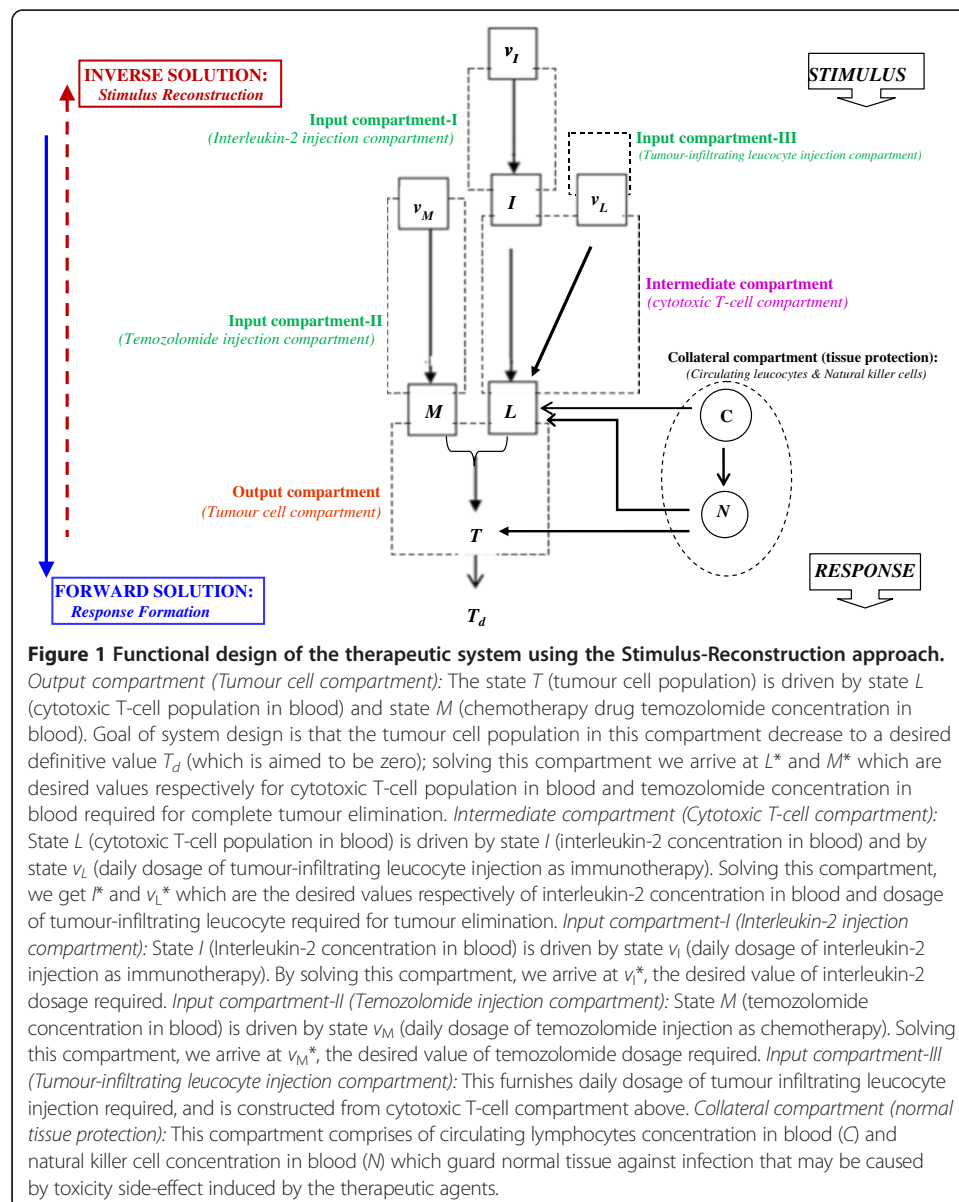 v_I
INVERSE SOLUTION:
Stimulus Reconstruction
STIMULUS
Input compartment-I
(Interleukin-2 injection compartment)
Input compartment-III
(Tumour-infiltrating leucocyte injection compartment)
v_M
I
v_L
Intermediate compartment
(cytotoxic T-cell compartment)
Input compartment-II
(Temozolomide injection compartment)
Collateral compartment (tissue protection):
(Circulating leucocytes & Natural killer cells)
M
L
C
Output compartment
(Tumour cell compartment)
N
T
FORWARD SOLUTION:
Response Formation
RESPONSE
T_d
Figure 1 Functional design of the therapeutic system using the Stimulus-Reconstruction approach.
Output compartment (Tumour cell compartment): The state T (tumour cell population) is driven by state L
(cytotoxic T-cell population in blood) and state M (chemotherapy drug temozolomide concentration in
blood). Goal of system design is that the tumour cell population in this compartment decrease to a desired
definitive value T_d (which is aimed to be zero); solving this compartment we arrive at L* and M* which are
desired values respectively for cytotoxic T-cell population in blood and temozolomide concentration in
blood required for complete tumour elimination. Intermediate compartment (Cytotoxic T-cell compartment):
State L (cytotoxic T-cell population in blood) is driven by state I (interleukin-2 concentration in blood) and by
state v_L (daily dosage of tumour-infiltrating leucocyte injection as immunotherapy). Solving this compartment,
we get I* and v_L* which are the desired values respectively of interleukin-2 concentration in blood and dosage
of tumour-infiltrating leucocyte required for tumour elimination. Input compartment-I (Interleukin-2 injection
compartment): State I (Interleukin-2 concentration in blood) is driven by state v_I (daily dosage of interleukin-2
injection as immunotherapy). By solving this compartment, we arrive at v_I*, the desired value of interleukin-2
dosage required. Input compartment-II (Temozolomide injection compartment): State M (temozolomide
concentration in blood) is driven by state v_M (daily dosage of temozolomide injection as chemotherapy). Solving
this compartment, we arrive at v_M*, the desired value of temozolomide dosage required. Input compartment-III
(Tumour-infiltrating leucocyte injection compartment): This furnishes daily dosage of tumour infiltrating leucocyte
injection required, and is constructed from cytotoxic T-cell compartment above. Collateral compartment (normal
tissue protection): This compartment comprises of circulating lymphocytes concentration in blood (C) and
natural killer cell concentration in blood (N) which guard normal tissue against infection that may be caused
by toxicity side-effect induced by the therapeutic agents.